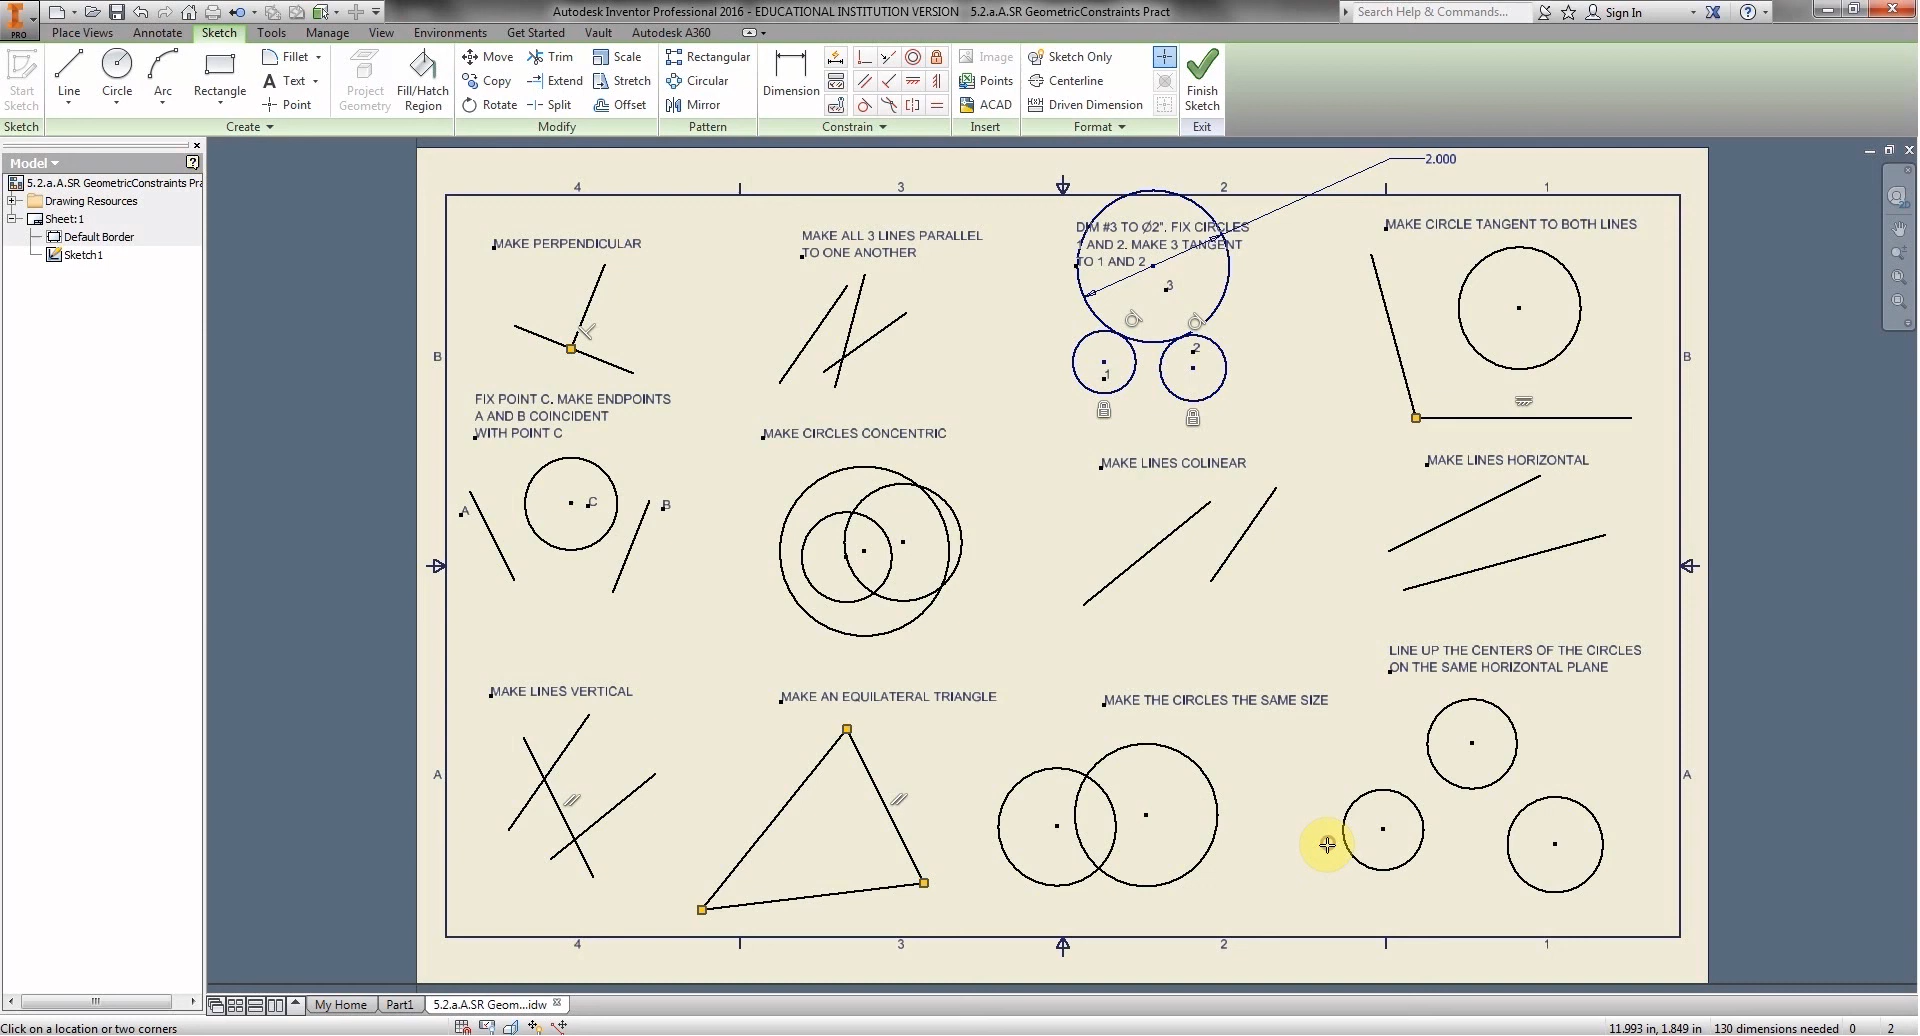 Autodesk Inventor Professional 2016 - EDUCATIONAL INSTITUTION VERSION 5.2.a.A.SR GeometricConstraints Pract
Search Help & Commands...
Sign In
PRO
Place Views
Annotate
Sketch
Tools
Manage
View
Environments
Get Started
Vault
Autodesk A360
Start Sketch
Line
Circle
Arc
Rectangle
Fillet
Text
Point
Project Geometry
Fill/Hatch Region
Move
Copy
Rotate
Trim
Extend
Split
Scale
Stretch
Offset
Rectangular
Circular
Mirror
Dimension
Image
Points
ACAD
Sketch Only
Centerline
Driven Dimension
Finish Sketch
Sketch
Create
Modify
Pattern
Constrain
Insert
Format
Exit
Model
5.2.a.A.SR GeometricConstraints Pra
Drawing Resources
Sheet:1
Default Border
Sketch1
2.000
4
3
2
1
MAKE PERPENDICULAR
MAKE ALL 3 LINES PARALLEL
TO ONE ANOTHER
DIM #3 TO Ø2". FIX CIRCLES
1 AND 2. MAKE 3 TANGENT
TO 1 AND 2
3
1
2
MAKE CIRCLE TANGENT TO BOTH LINES
B
B
FIX POINT C. MAKE ENDPOINTS
A AND B COINCIDENT
WITH POINT C
A
C
B
MAKE CIRCLES CONCENTRIC
MAKE LINES COLINEAR
MAKE LINES HORIZONTAL
MAKE LINES VERTICAL
MAKE AN EQUILATERAL TRIANGLE
MAKE THE CIRCLES THE SAME SIZE
LINE UP THE CENTERS OF THE CIRCLES
ON THE SAME HORIZONTAL PLANE
A
A
4
3
2
1
My Home
Part1
5.2.a.A.SR Geom...idw
Click on a location or two corners
11.993 in, 1.849 in
130 dimensions needed
0
2